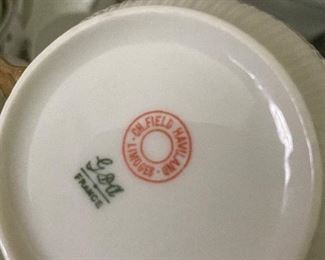 CH. FIELD HAVILAND
LIMOGES
GDA
FRANCE